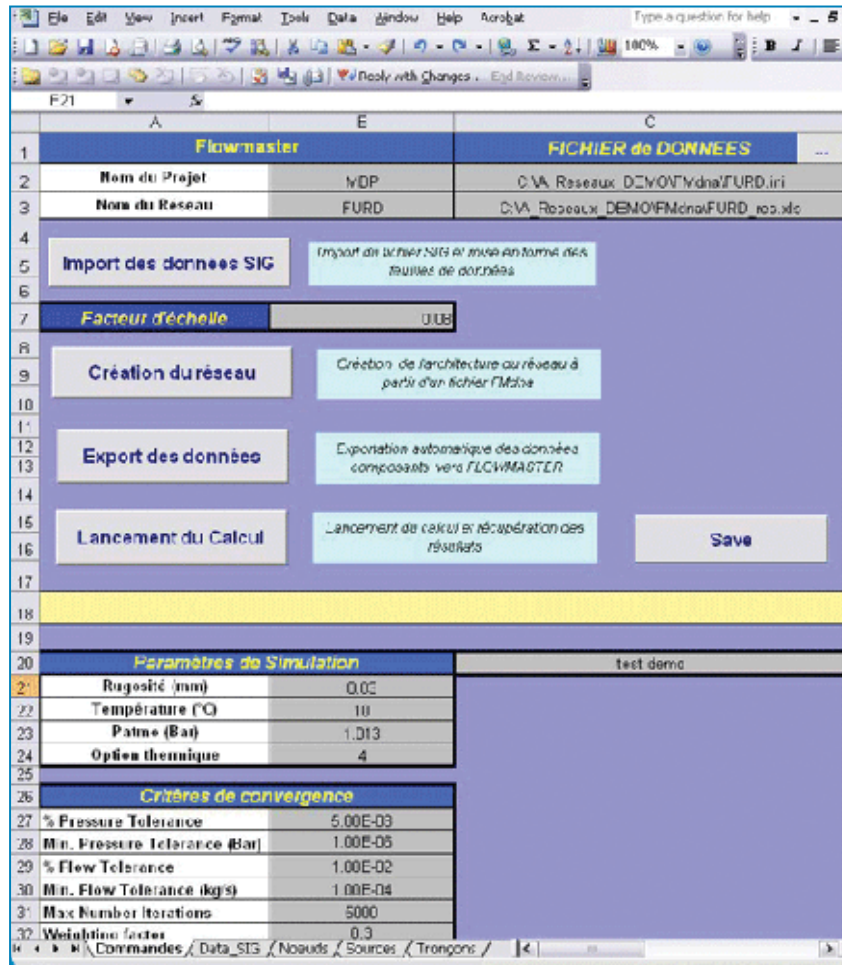 File Edit View Insert Format Tools Data Window Help Acrobat Type a question for help
100% B I
Reply with Changes... End Review...
E21 fx
A E C
1 Flowmaster FICHIER de DONNEES ...
2 Nom du Projet MDP
3 Nom du Reseau FURD
4
5 Import des donnees SIG Import du fichier SIG et mise en forme des
feuilles de données
6
7 Facteur d'échelle 0.08
8
9 Création du réseau Création de l'architecture du réseau à
partir d'un fichier FMdna
10
11
12 Export des données Exportation automatique des données
13 composants vers FLOWMASTER
14
15 Lancement du Calcul Lancement du calcul et récupération des
résultats Save
16
17
18
19
20 Paramètres de Simulation test demo
21 Rugosité (mm)
22 Température (°C) 10
23 Patmo (Bar) 1.013
24 Option thermique 4
25
26 Critères de convergence
27 % Pressure Tolerance 5.00E-03
28 Min. Pressure Tolerance (Bar)
29 % Flow Tolerance 1.00E-02
30 Min. Flow Tolerance (kg/s) 1.00E-04
31 Max Number Iterations 5000
32 Weighting factor 0.3
Commandes Data_SIG Noeuds Sources Tronçons